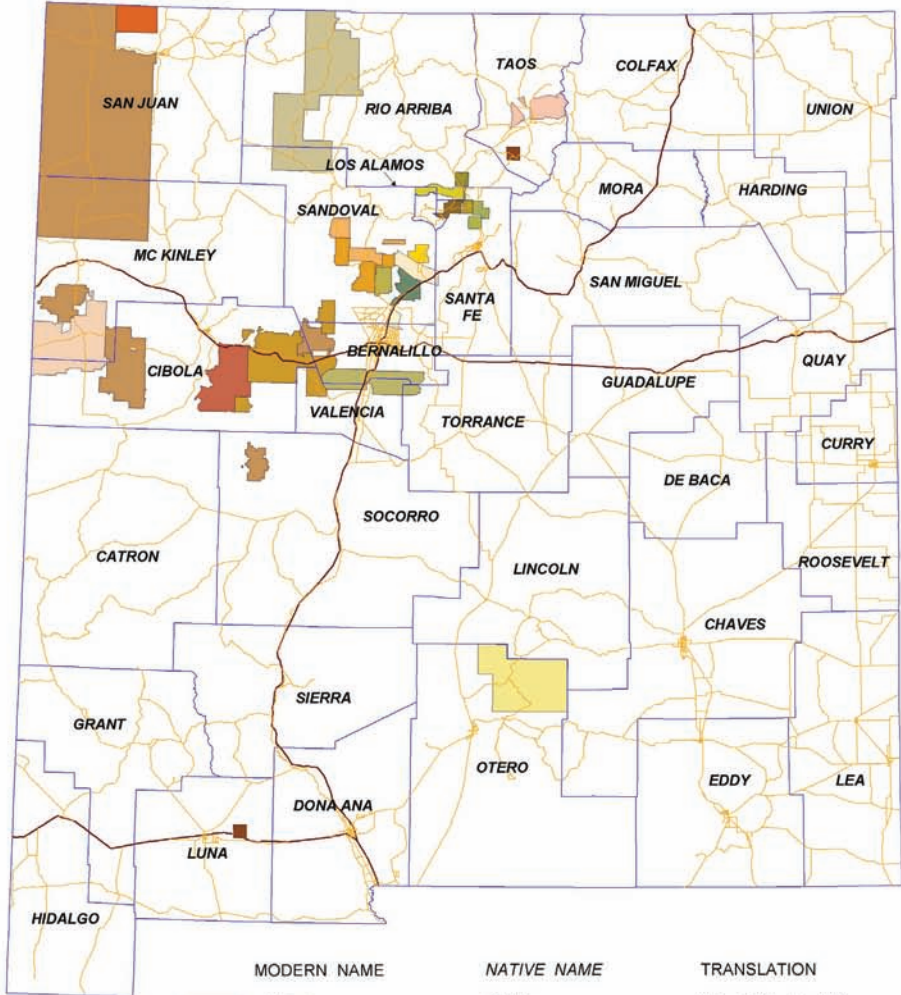 TAOS
COLFAX
SAN JUAN
RIO ARRIBA
UNION
LOS ALAMOS
MORA
HARDING
SANDOVAL
MC KINLEY
SAN MIGUEL
SANTA
FE
BERNALILLO
QUAY
CIBOLA
GUADALUPE
VALENCIA
TORRANCE
CURRY
DE BACA
SOCORRO
CATRON
LINCOLN
ROOSEVELT
CHAVES
SIERRA
GRANT
OTERO
EDDY
LEA
DONA ANA
LUNA
HIDALGO
MODERN NAME NATIVE NAME TRANSLATION